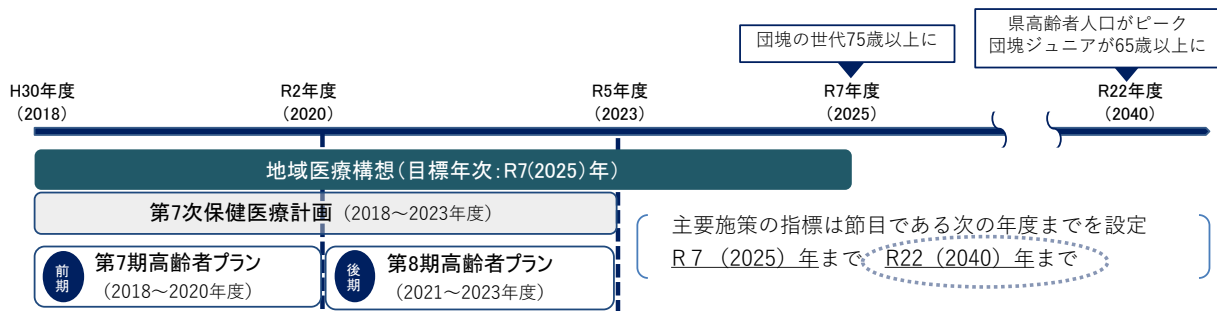 団塊の世代75歳以上に
県高齢者人口がピーク
団塊ジュニアが65歳以上に
H30年度
(2018)
R2年度
(2020)
R5年度
(2023)
R7年度
(2025)
R22年度
(2040)
地域医療構想(目標年次:R7(2025)年)
第7次保健医療計画（2018～2023年度）
前期
第7期高齢者プラン
（2018～2020年度）
後期
第8期高齢者プラン
（2021～2023年度）
主要施策の指標は節目である次の年度までを設定
R７（2025）年まで R22（2040）年まで